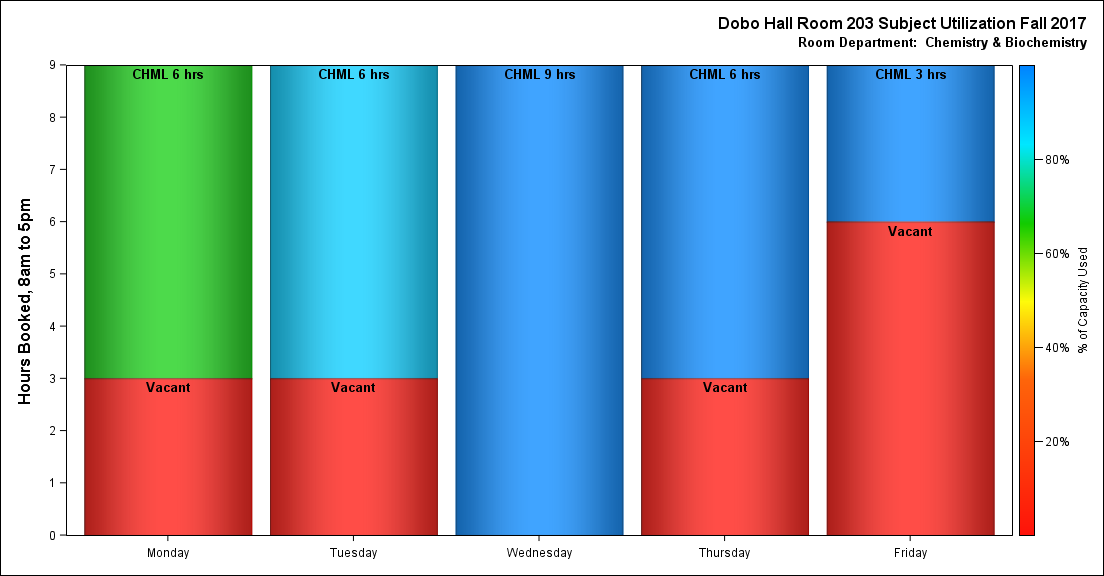 Dobo Hall Room 203 Subject Utilization Fall 2017
Room Department:  Chemistry & Biochemistry
Hours Booked, 8am to 5pm
9
8
7
6
5
4
3
2
1
0
CHML 6 hrs
CHML 6 hrs
CHML 9 hrs
CHML 6 hrs
CHML 3 hrs
Vacant
Vacant
Vacant
Vacant
Monday
Tuesday
Wednesday
Thursday
Friday
80%
60%
40%
20%
% of Capacity Used